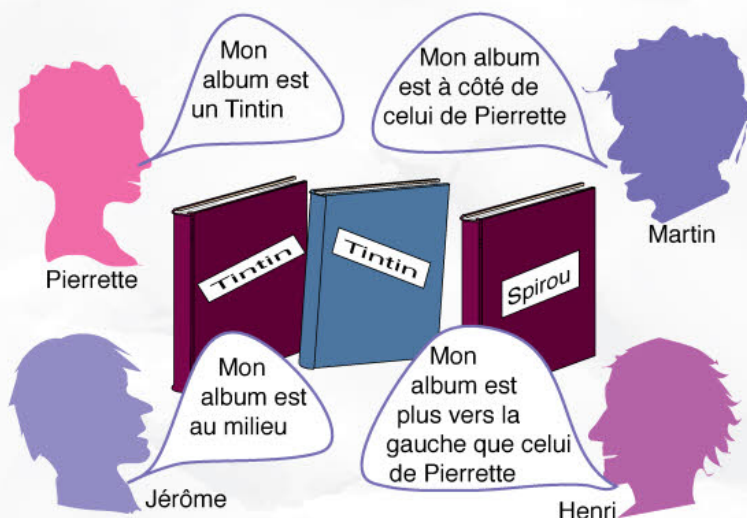 Mon
album est
un Tintin
Mon album
est à côté de
celui de Pierrette
Pierrette
Martin
Tintin
Tintin
Spirou
Mon
album est
au milieu
Mon
album est
plus vers la
gauche que celui
de Pierrette
Jérôme
Henri